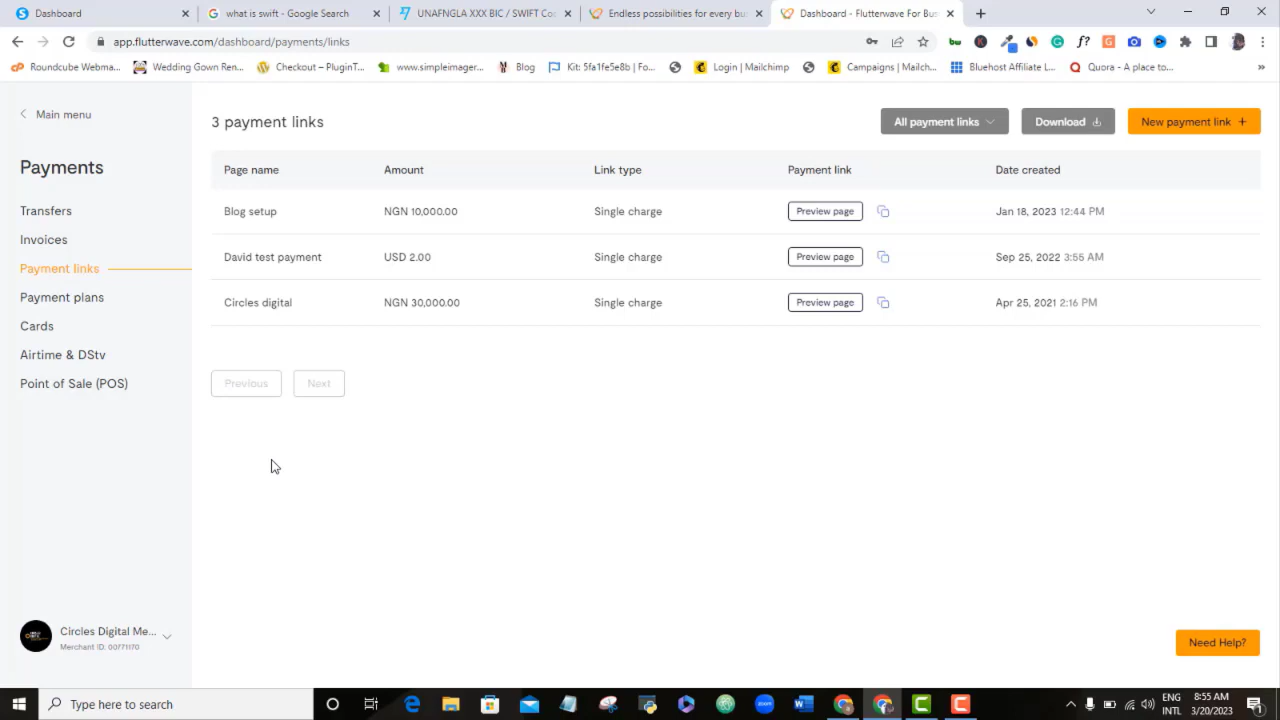 Dashboard
what is swift - Google Search
UNAFNGLA XXX BIC / SWIFT Co
Endless possibilities for every bu
Dashboard - Flutterwave For Bus
app.flutterwave.com/dashboard/payments/links
Roundcube Webma...
Wedding Gown Ren...
Checkout – PluginT...
www.simpleimager...
Blog
Kit: 5fa1fe5e8b | Fo...
Login | Mailchimp
Campaigns | Mailch...
Bluehost Affiliate L...
Quora - A place to...
»
Main menu
Payments
Transfers
Invoices
Payment links
Payment plans
Cards
Airtime & DStv
Point of Sale (POS)
3 payment links
All payment links
Download
New payment link +
Page name Amount Link type Payment link Date created
Blog setup NGN 10,000.00 Single charge Preview page Jan 18, 2023 12:44 PM
David test payment USD 2.00 Single charge Preview page Sep 25, 2022 3:55 AM
Circles digital NGN 30,000.00 Single charge Preview page Apr 25, 2021 2:16 PM
Previous Next
Circles Digital Me...
Merchant ID: 00771170
Need Help?
Type here to search
ENG
INTL
8:55 AM
3/20/2023